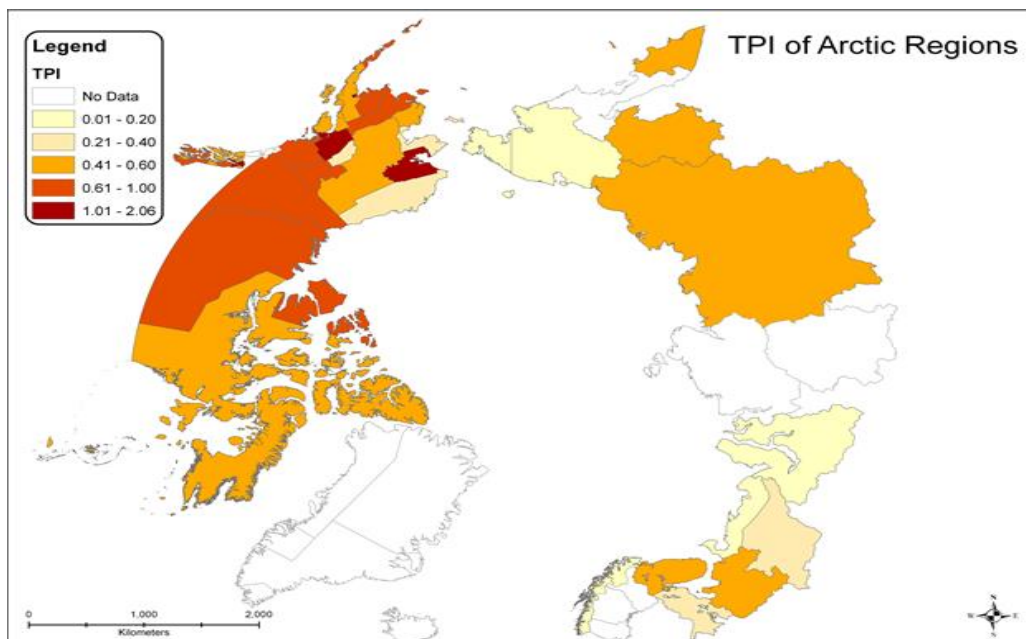 TPI of Arctic Regions
Legend
TPI
No Data
0.01 - 0.20
0.21 - 0.40
0.41 - 0.60
0.61 - 1.00
1.01 - 2.06
0 1,000 2,000
Kilometers
N
W E
S